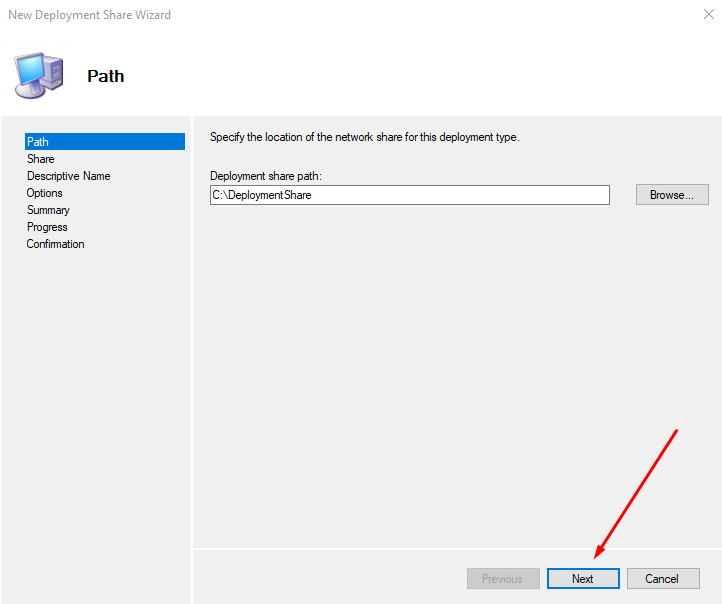 New Deployment Share Wizard
Path
Path
Share
Descriptive Name
Options
Summary
Progress
Confirmation
Specify the location of the network share for this deployment type.
Deployment share path:
C:\DeploymentShare
Browse...
Previous
Next
Cancel